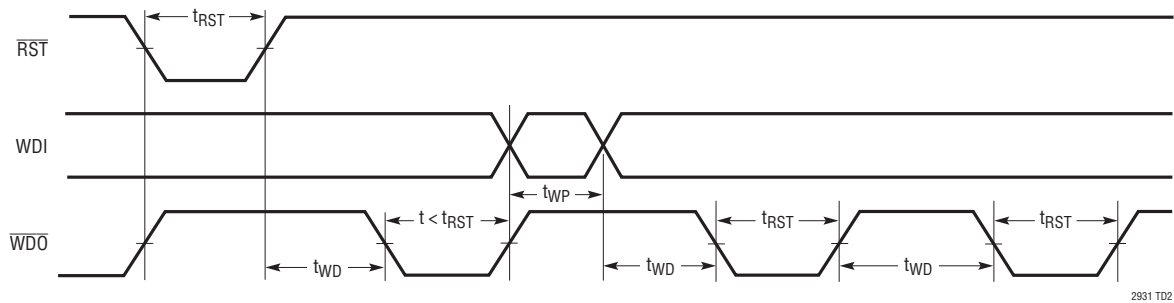 tRST
RST
WDI
tWP
t < tRST
tRST
tRST
WDO
tWD
tWD
tWD
2931 TD2